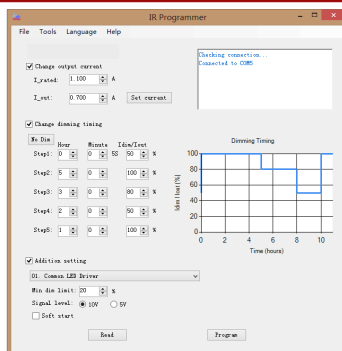 IR Programmer
File Tools Language Help
Checking connection...
Connected to COM5
Change output current
I_rated: 1.100 A
I_out: 0.700 A Set current
Change dimming timing
No Dim Hour Minute Idim/Iout
Step1: 0 0 5S 50 %
Step2: 5 0 100 %
Step3: 3 0 80 %
Step4: 2 0 50 %
Step5: 1 0 100 %
Dimming Timing
Idim I Iout (%)
100
80
60
40
20
0
0 2 4 6 8 10
Time (hours)
Addition setting
01. Common LED Driver
Min dim limit: 20 %
Signal level: 10V 5V
Soft start
Read Program